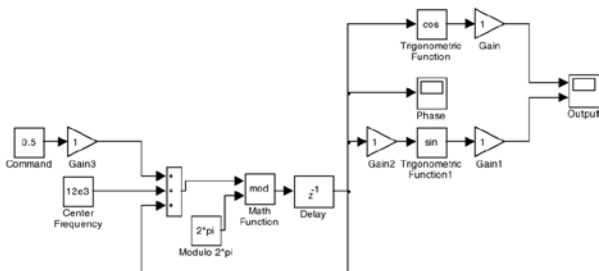 cos
Trigonometric
Function
1
Gain
Phase
Output
0.5
Command
1
Gain3
12e3
Center
Frequency
+
+
+
2*pi
Modulo 2*pi
mod
Math
Function
z-1
Delay
1
Gain2
sin
Trigonometric
Function1
1
Gain1